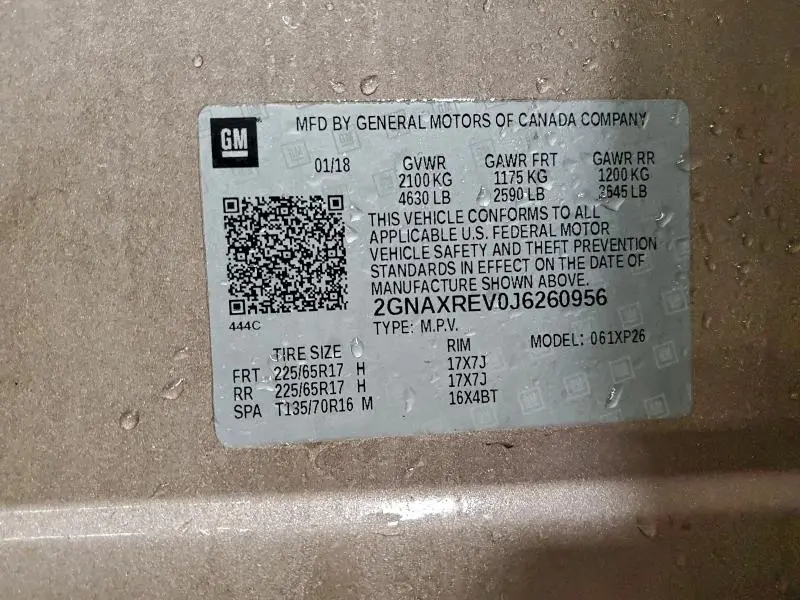 GM
MFD BY GENERAL MOTORS OF CANADA COMPANY
01/18 GVWR GAWR FRT GAWR RR
2100 KG 1175 KG 1200 KG
4630 LB 2590 LB 2645 LB
THIS VEHICLE CONFORMS TO ALL
APPLICABLE U.S. FEDERAL MOTOR
VEHICLE SAFETY AND THEFT PREVENTION
STANDARDS IN EFFECT ON THE DATE OF
MANUFACTURE SHOWN ABOVE.
2GNAXREV0J6260956
444C
TYPE: M.P.V.
MODEL: 061XP26
TIRE SIZE RIM
FRT 225/65R17 H 17X7J
RR 225/65R17 H 17X7J
SPA T135/70R16 M 16X4BT